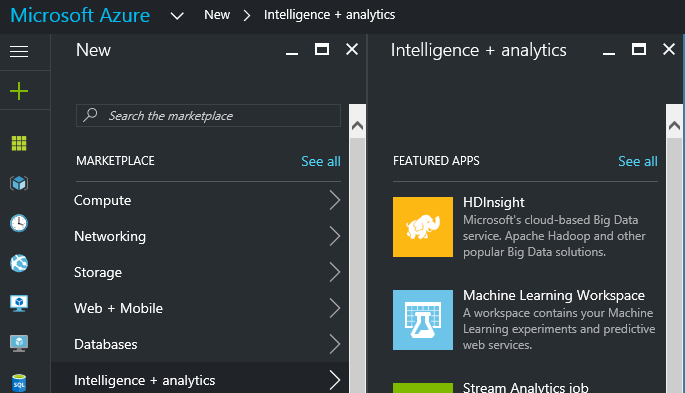 Microsoft Azure New Intelligence + analytics
New
Search the marketplace
MARKETPLACE See all
Compute
Networking
Storage
Web + Mobile
Databases
Intelligence + analytics
SQL
Intelligence + analytics
FEATURED APPS See all
HDInsight
Microsoft's cloud-based Big Data
service. Apache Hadoop and other
popular Big Data solutions.
Machine Learning Workspace
A workspace contains your Machine
Learning experiments and predictive
web services.
Stream Analytics job